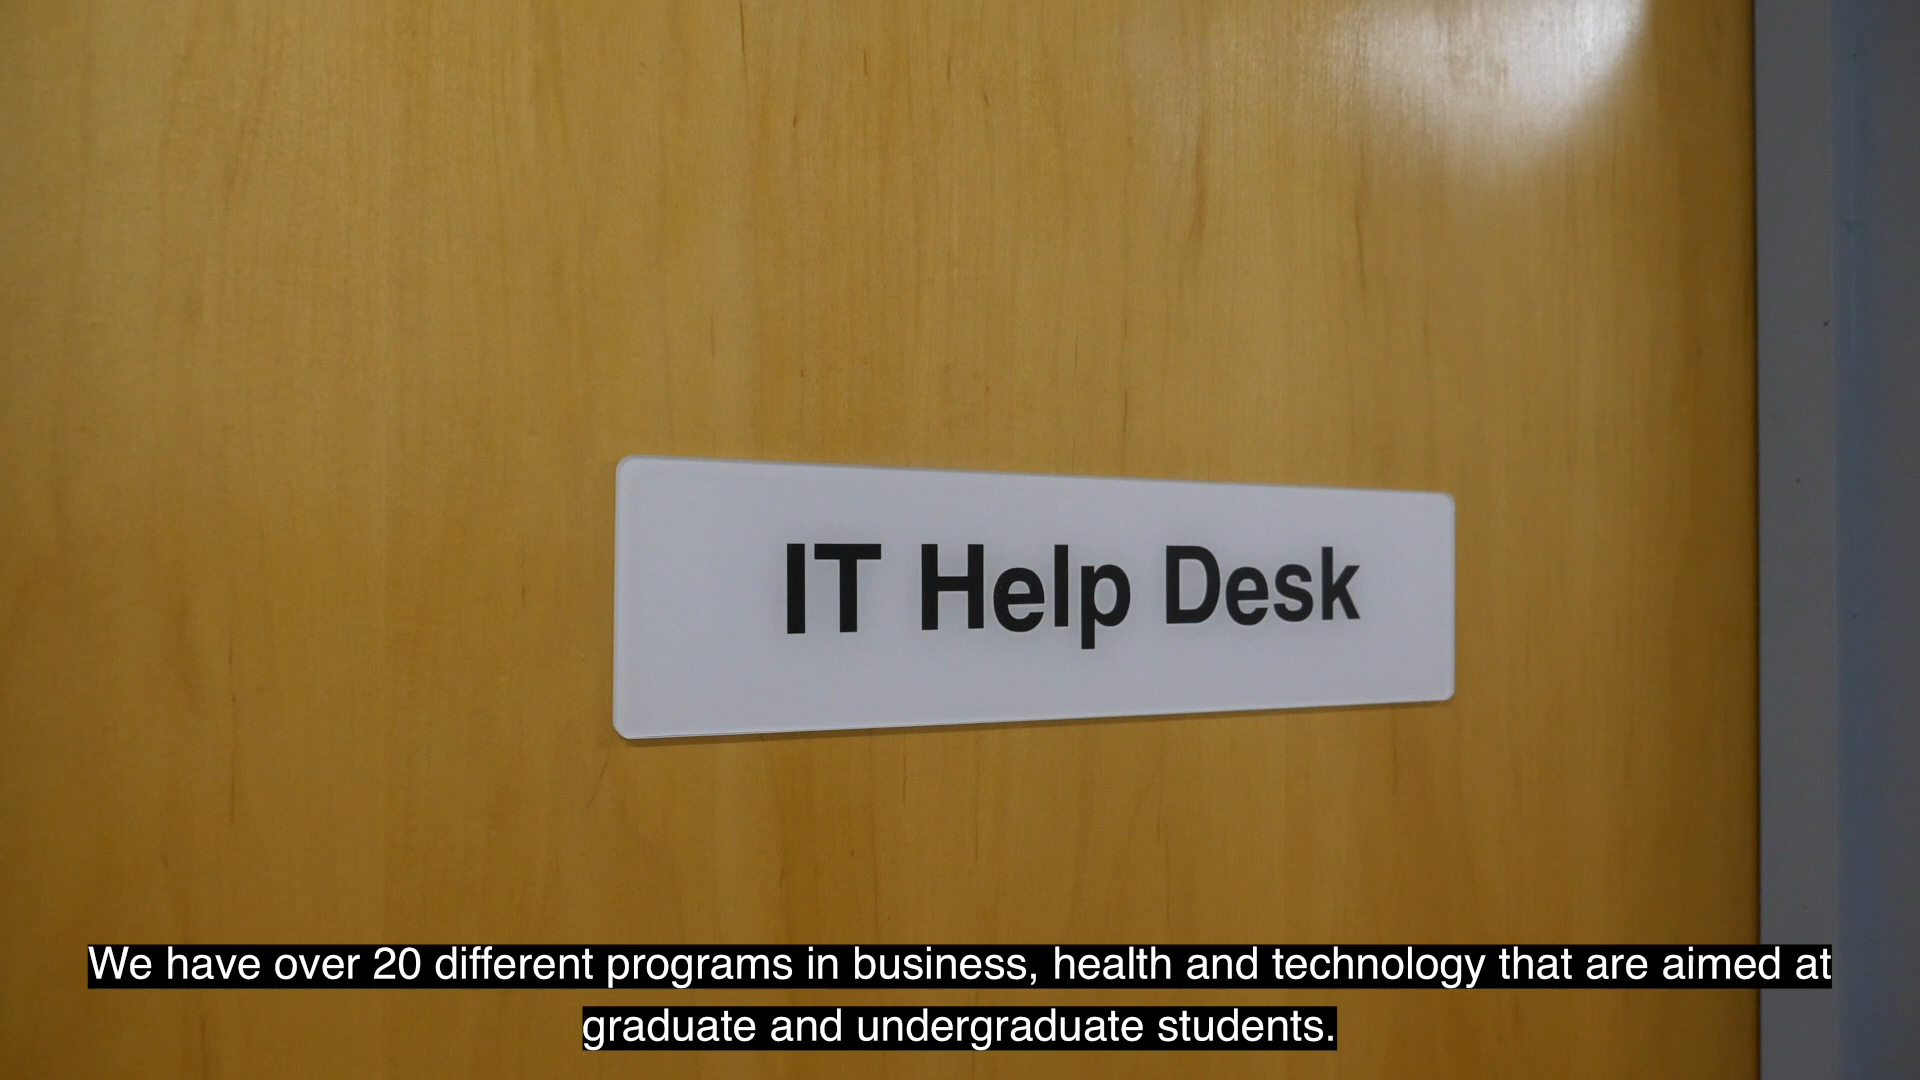 IT Help Desk
We have over 20 different programs in business, health and technology that are aimed at
graduate and undergraduate students.